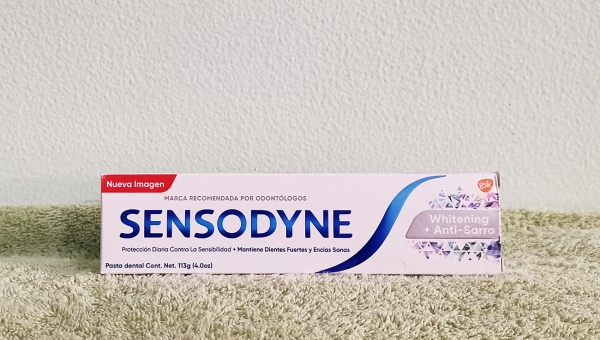 Nueva Imagen
MARCA RECOMENDADA POR ODONTÓLOGOS
SENSODYNE
Protección Diaria Contra La Sensibilidad + Mantiene Dientes Fuertes y Encías Sanas
Pasta dental Cont. Net. 113g (4.0oz)
gsk
Whitening
+ Anti-Sarro